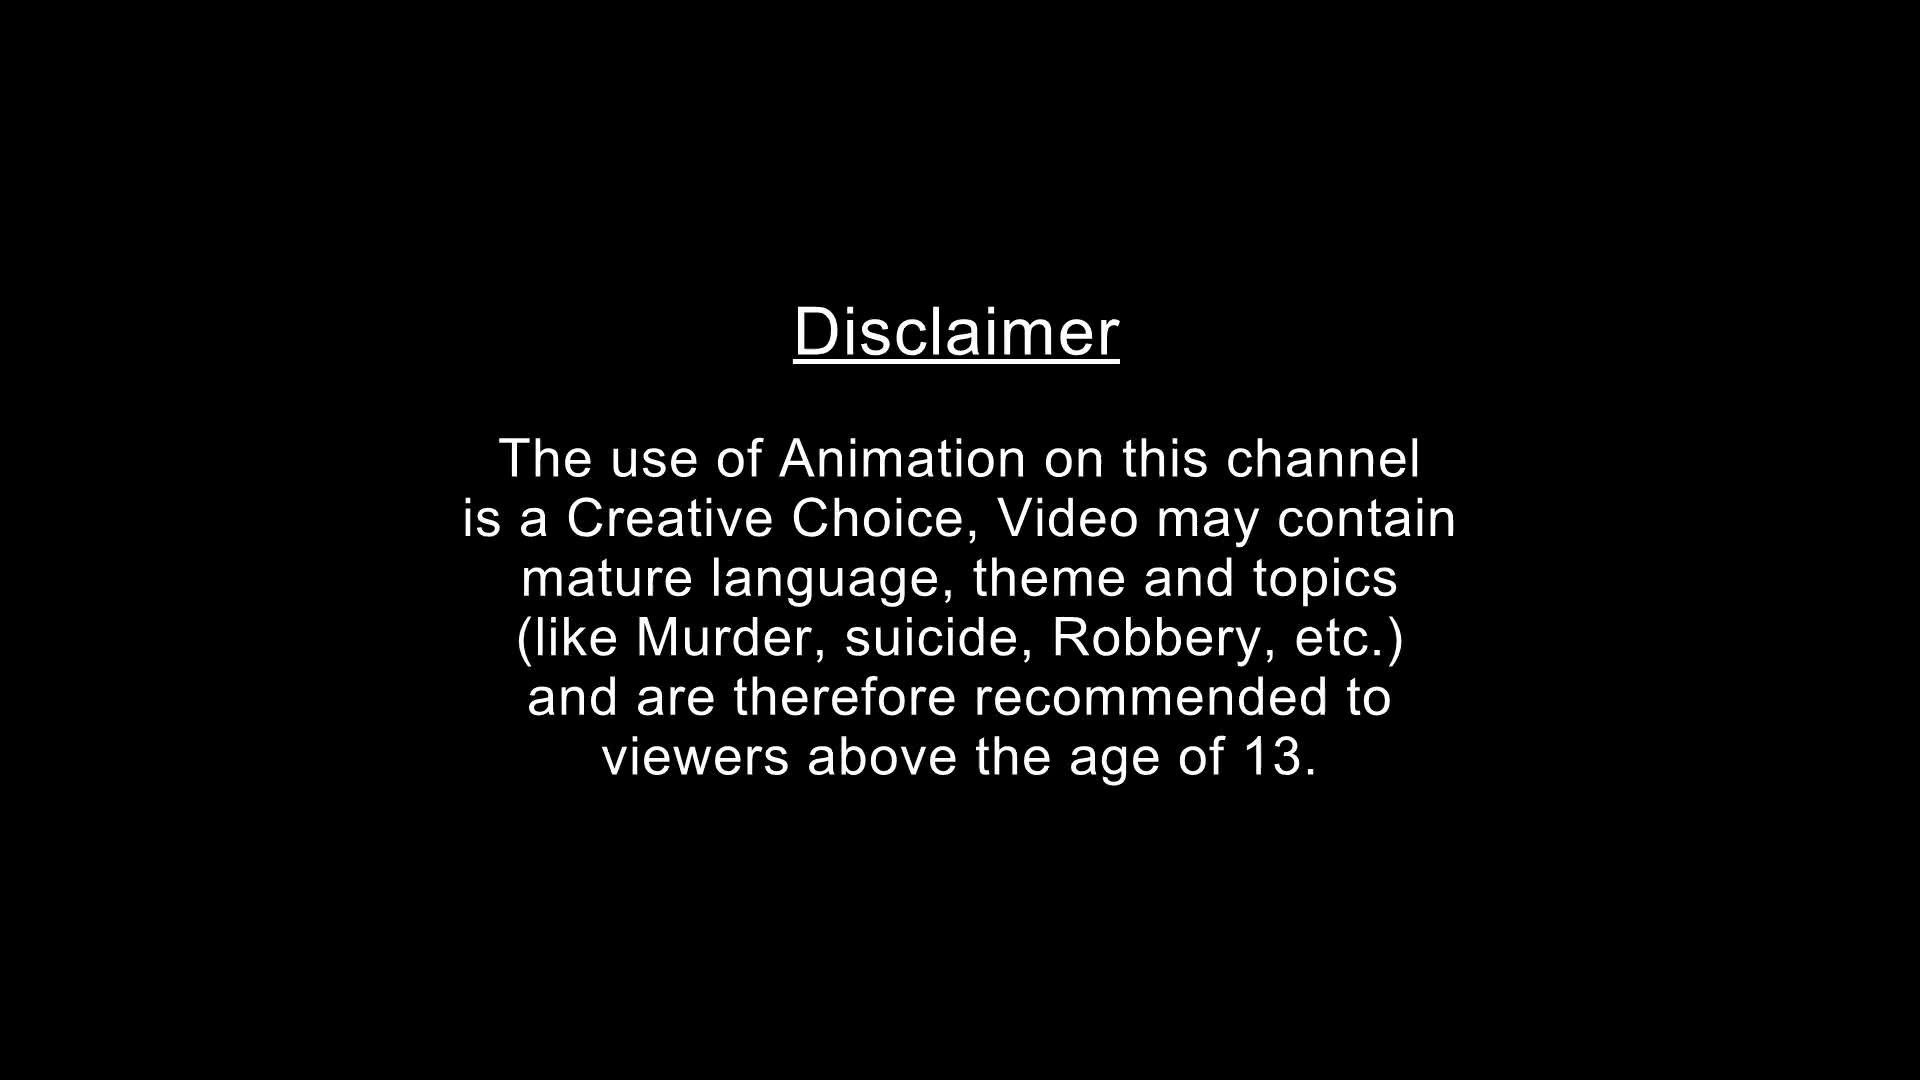 Disclaimer
The use of Animation on this channel
is a Creative Choice, Video may contain
mature language, theme and topics
(like Murder, suicide, Robbery, etc.)
and are therefore recommended to
viewers above the age of 13.